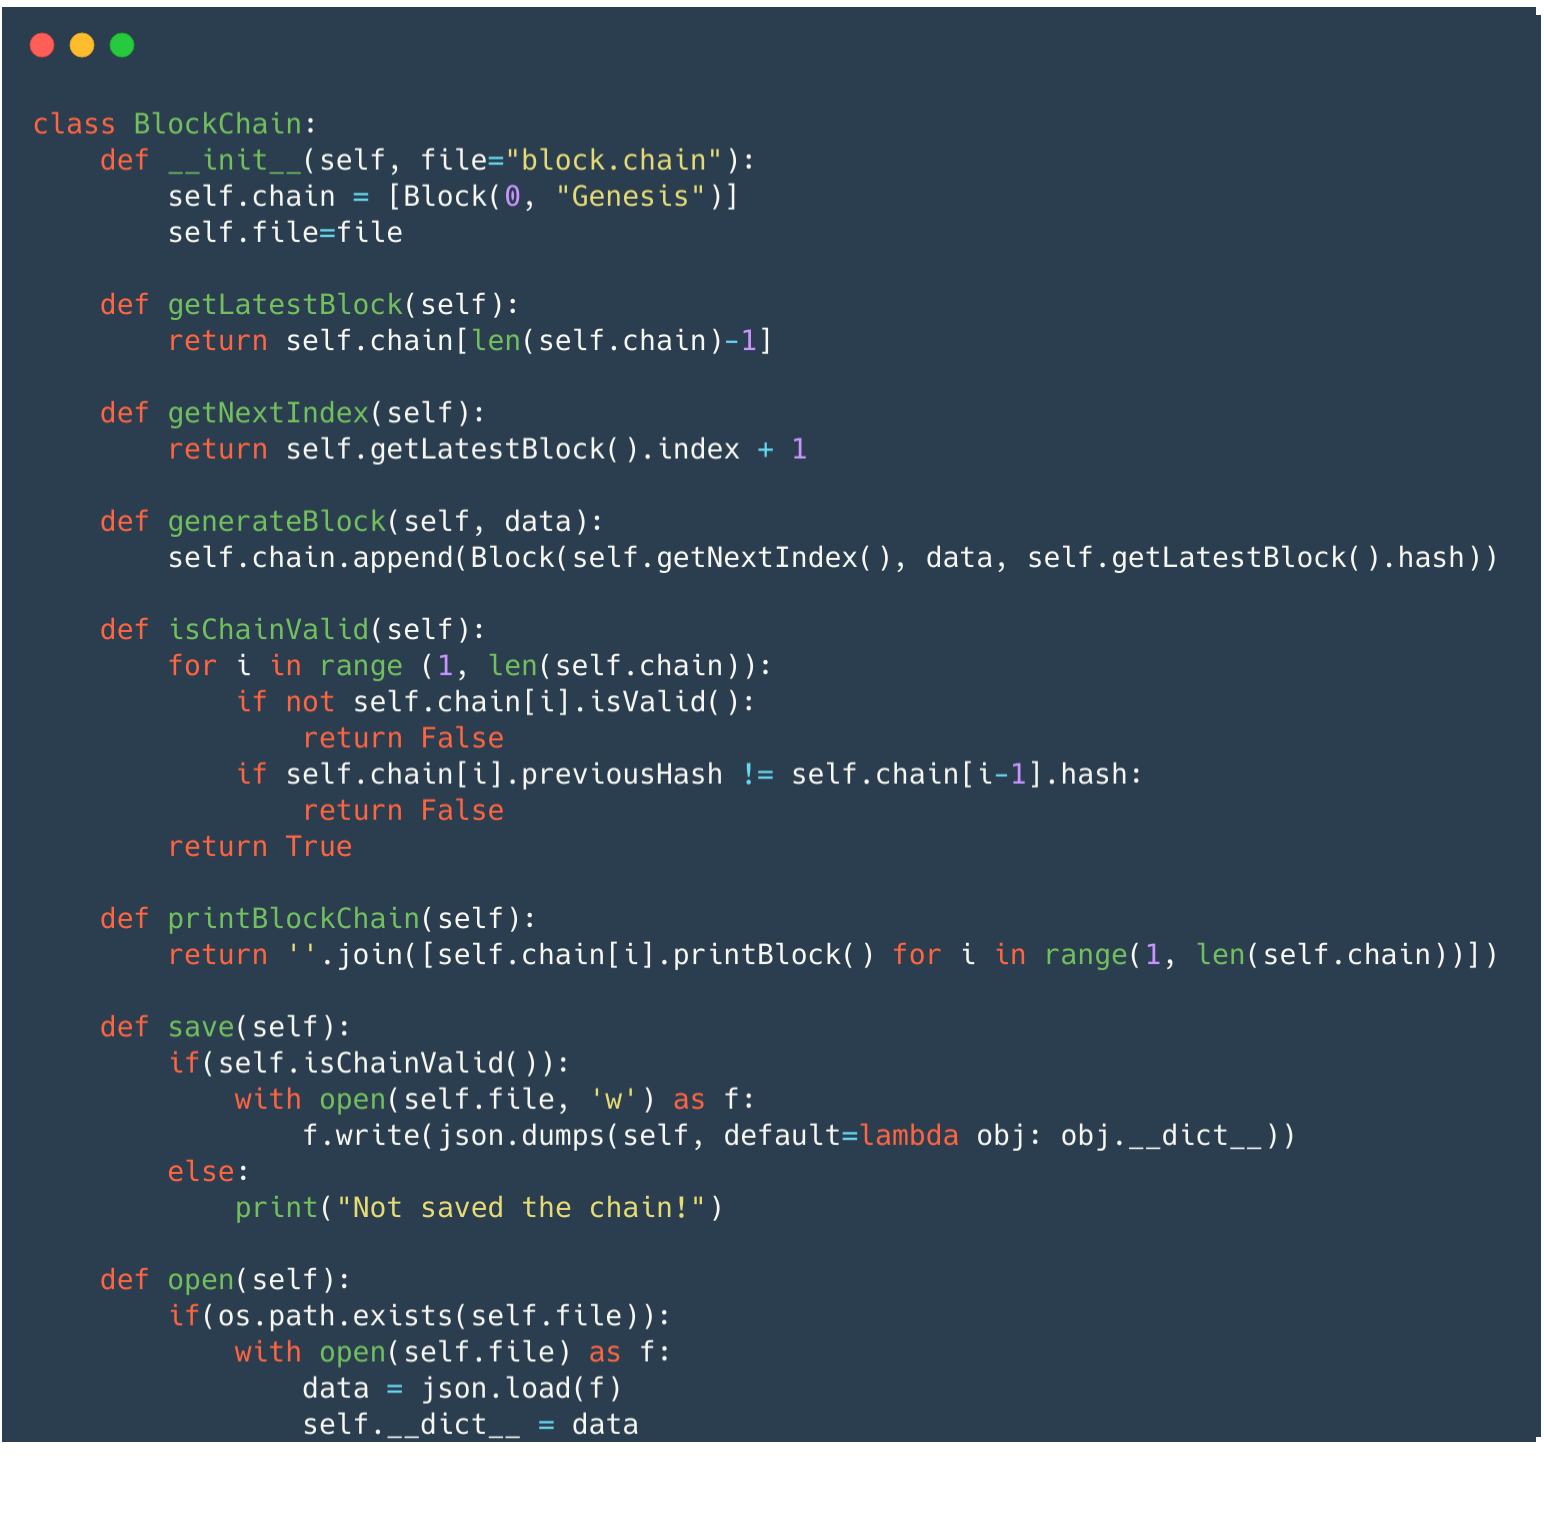 class BlockChain:
    def __init__(self, file="block.chain"):
        self.chain = [Block(0, "Genesis")]
        self.file=file

    def getLatestBlock(self):
        return self.chain[len(self.chain)-1]

    def getNextIndex(self):
        return self.getLatestBlock().index + 1

    def generateBlock(self, data):
        self.chain.append(Block(self.getNextIndex(), data, self.getLatestBlock().hash))

    def isChainValid(self):
        for i in range (1, len(self.chain)):
            if not self.chain[i].isValid():
                return False
            if self.chain[i].previousHash != self.chain[i-1].hash:
                return False
        return True

    def printBlockChain(self):
        return ''.join([self.chain[i].printBlock() for i in range(1, len(self.chain))])

    def save(self):
        if(self.isChainValid()):
            with open(self.file, 'w') as f:
                f.write(json.dumps(self, default=lambda obj: obj.__dict__))
        else:
            print("Not saved the chain!")

    def open(self):
        if(os.path.exists(self.file)):
            with open(self.file) as f:
                data = json.load(f)
                self.__dict__ = data